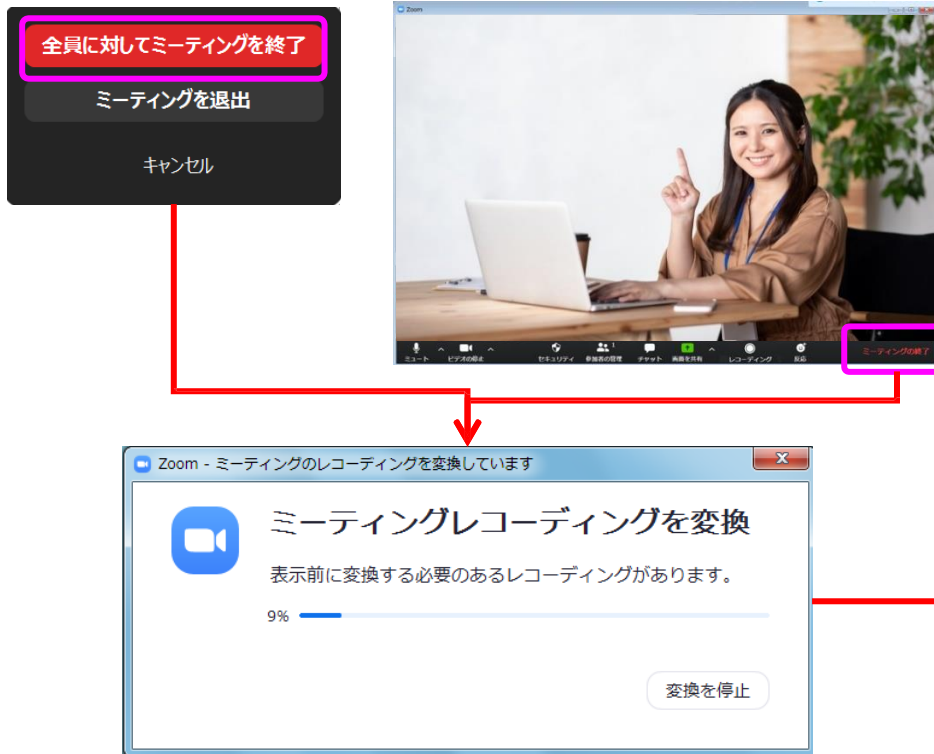 全員に対してミーティングを終了
ミーティングを退出
キャンセル
Zoom
ミュート
ビデオの停止
セキュリティ
参加者の管理
1
チャット
画面を共有
レコーディング
反応
ミーティングの終了
Zoom - ミーティングのレコーディングを変換しています
ミーティングレコーディングを変換
表示前に変換する必要のあるレコーディングがあります。
9%
変換を停止